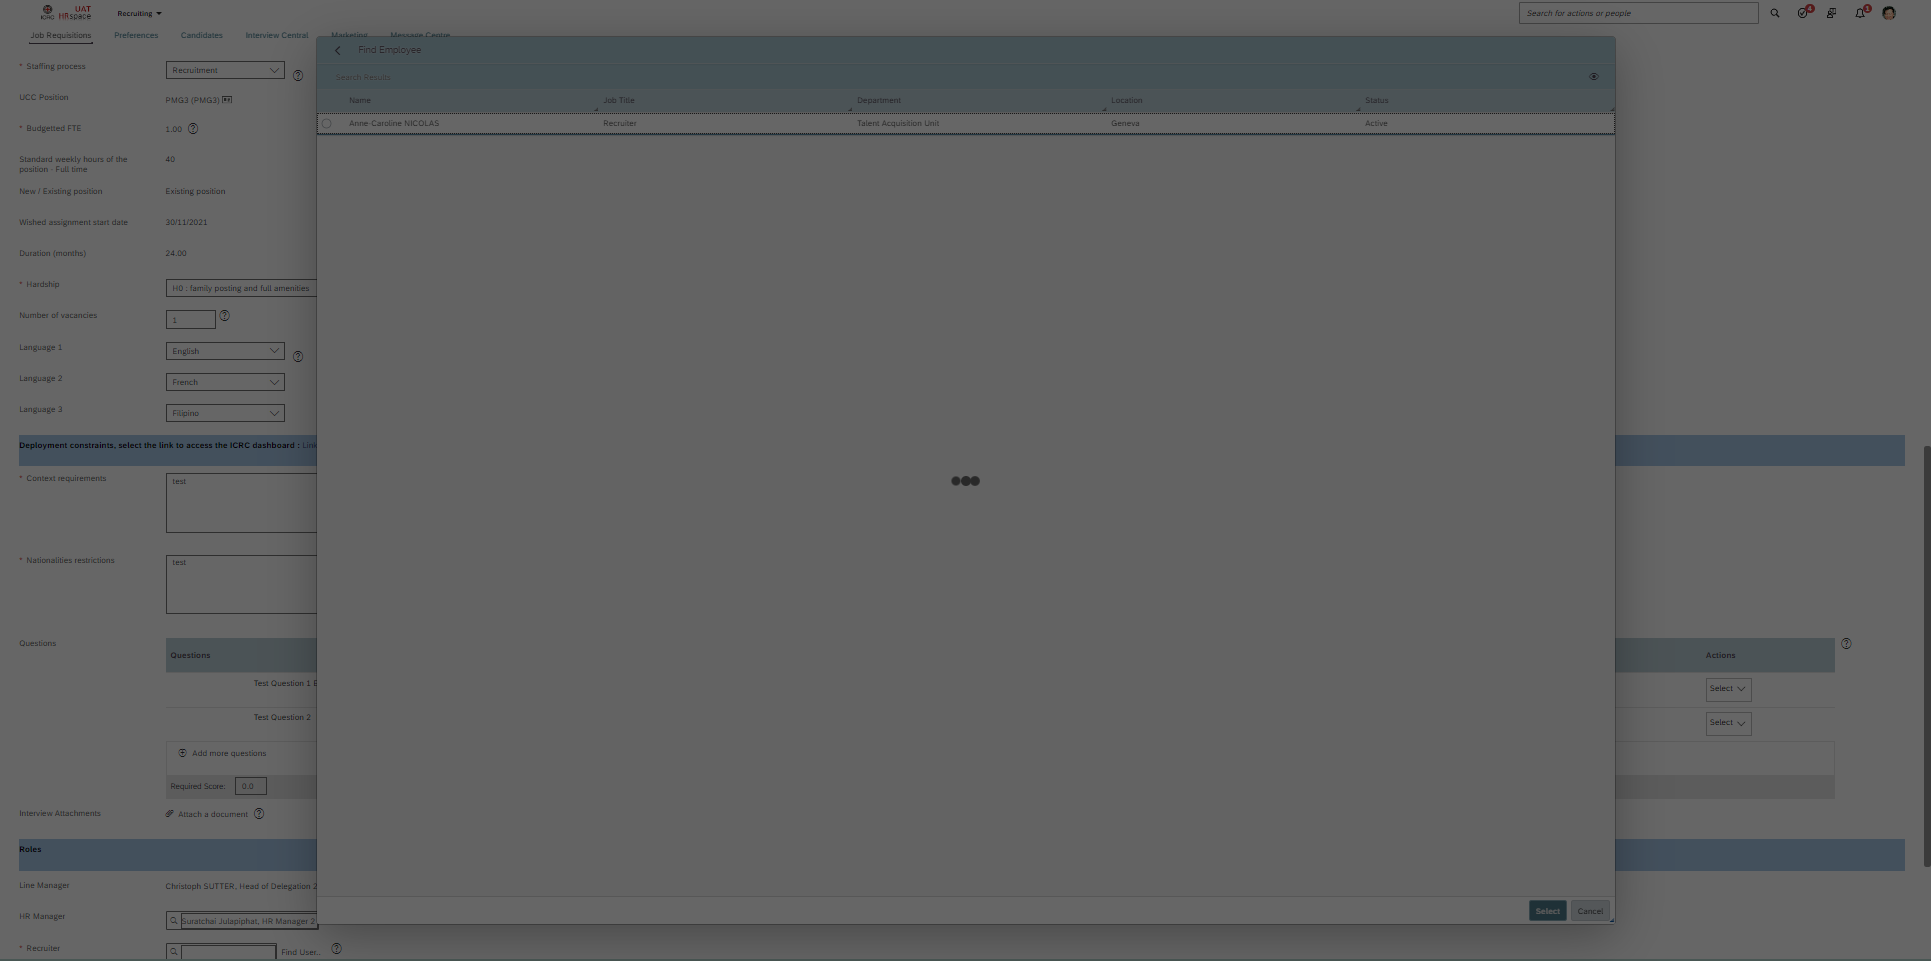 ICRC
UAT
HRspace
Recruiting
Search for actions or people
4
1
Job Requisitions
Preferences
Candidates
Interview Central
Marketing
Message Centre
Find Employee
Search Results
Name
Job Title
Department
Location
Status
Anne-Caroline NICOLAS
Recruiter
Talent Acquisition Unit
Geneva
Active
* Staffing process
Recruitment
UCC Position
PMG3 (PMG3)
* Budgetted FTE
1.00
Standard weekly hours of the
position - Full time
40
New / Existing position
Existing position
Wished assignment start date
30/11/2021
Duration (months)
24.00
* Hardship
H0 : family posting and full amenities
Number of vacancies
1
Language 1
English
Language 2
French
Language 3
Filipino
Deployment constraints, select the link to access the ICRC dashboard : Link
* Context requirements
test
* Nationalities restrictions
test
Questions
Questions
Actions
Test Question 1 E
Select
Test Question 2
Select
Add more questions
Required Score:
0.0
Interview Attachments
Attach a document
Roles
Line Manager
Christoph SUTTER, Head of Delegation 2
HR Manager
Suratchai Julapiphat, HR Manager 2
Select
Cancel
* Recruiter
Find User..